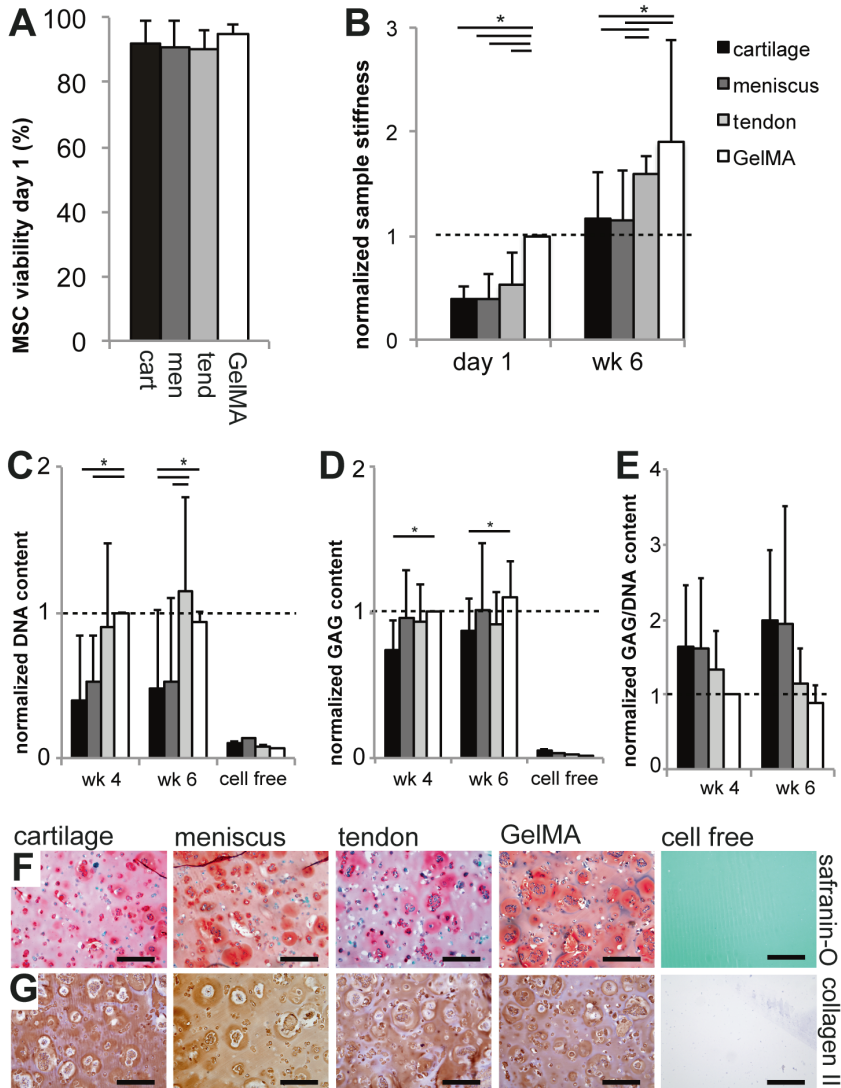 A
MSC viability day 1 (%)
100
80
60
40
20
0
cart
men
tend
GelMA
B
normalized sample stiffness
3
2
1
0
*
*
day 1
wk 6
cartilage
meniscus
tendon
GelMA
C
normalized DNA content
2
1
0
*
*
wk 4
wk 6
cell free
D
normalized GAG content
2
1
0
*
*
wk 4
wk 6
cell free
E
normalized GAG/DNA content
4
3
2
1
0
wk 4
wk 6
cartilage
meniscus
tendon
GelMA
cell free
F
safranin-O
G
collagen II